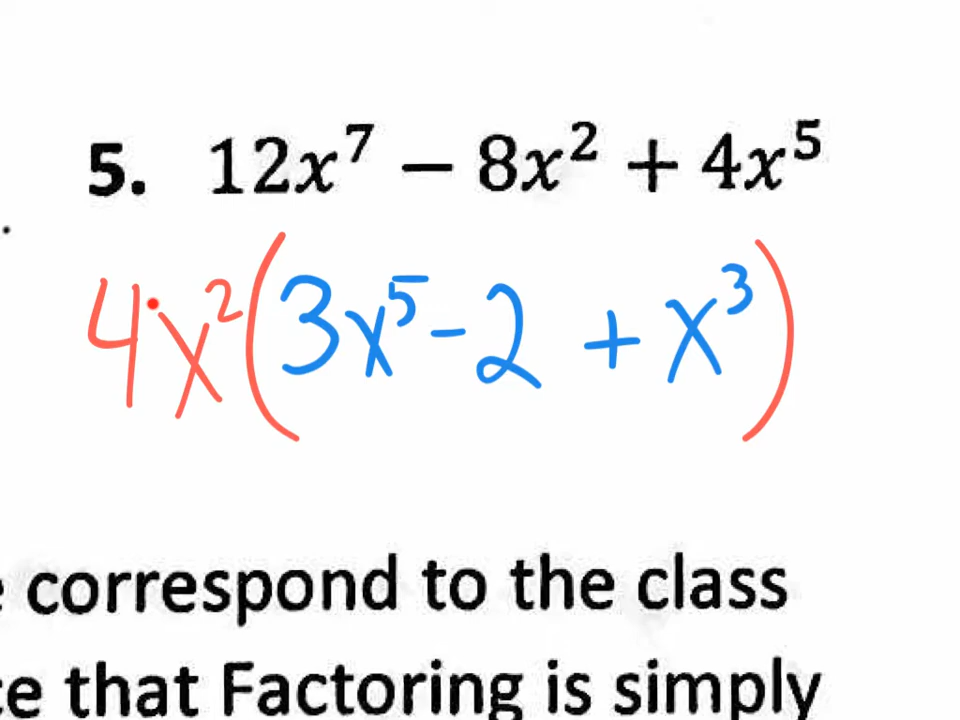 5. 12x⁷ − 8x² + 4x⁵
4x²(3x⁵-2 + x³)
correspond to the class
that Factoring is simply